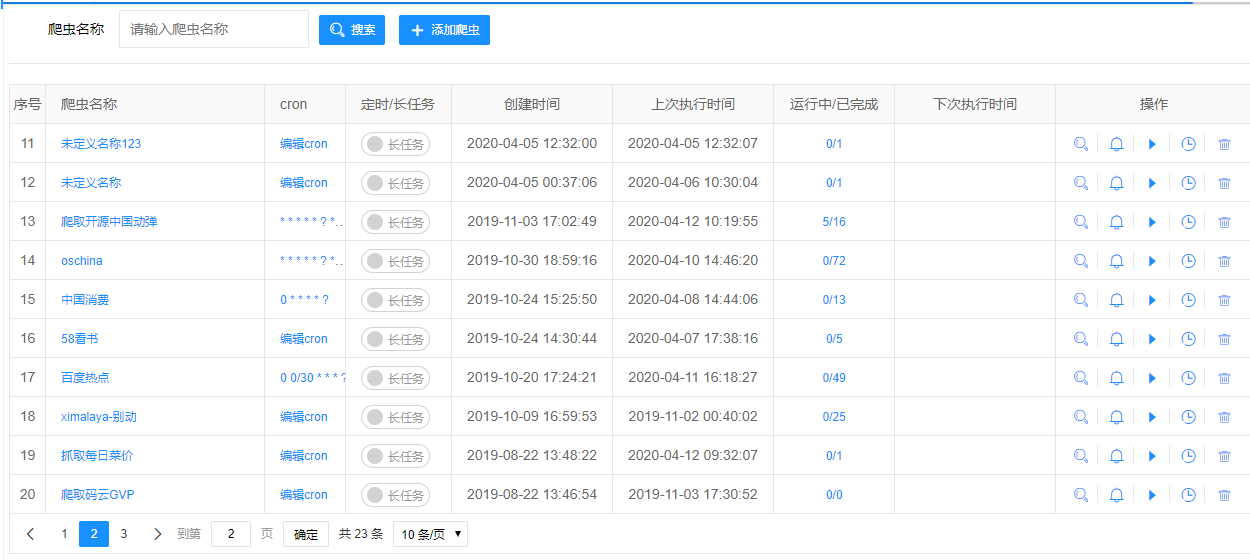 爬虫名称 请输入爬虫名称 搜索 添加爬虫
序号 爬虫名称 cron 定时/长任务 创建时间 上次执行时间 运行中/已完成 下次执行时间 操作
11 未定义名称123 编辑cron 长任务 2020-04-05 12:32:00 2020-04-05 12:32:07 0/1
12 未定义名称 编辑cron 长任务 2020-04-05 00:37:06 2020-04-06 10:30:04 0/1
13 爬取开源中国动弹 * * * * * ? *... 长任务 2019-11-03 17:02:49 2020-04-12 10:19:55 5/16
14 oschina * * * * * ? *... 长任务 2019-10-30 18:59:16 2020-04-10 14:46:20 0/72
15 中国消费 0 * * * * ? 长任务 2019-10-24 15:25:50 2020-04-08 14:44:06 0/13
16 58看书 编辑cron 长任务 2019-10-24 14:30:44 2020-04-07 17:38:16 0/5
17 百度热点 0 0/30 * * * ? 长任务 2019-10-20 17:24:21 2020-04-11 16:18:27 0/49
18 ximalaya-别动 编辑cron 长任务 2019-10-09 16:59:53 2019-11-02 00:40:02 0/25
19 抓取每日菜价 编辑cron 长任务 2019-08-22 13:48:22 2020-04-12 09:32:07 0/1
20 爬取码云GVP 编辑cron 长任务 2019-08-22 13:46:54 2019-11-03 17:30:52 0/0
1 2 3 到第 2 页 确定 共 23 条 10 条/页